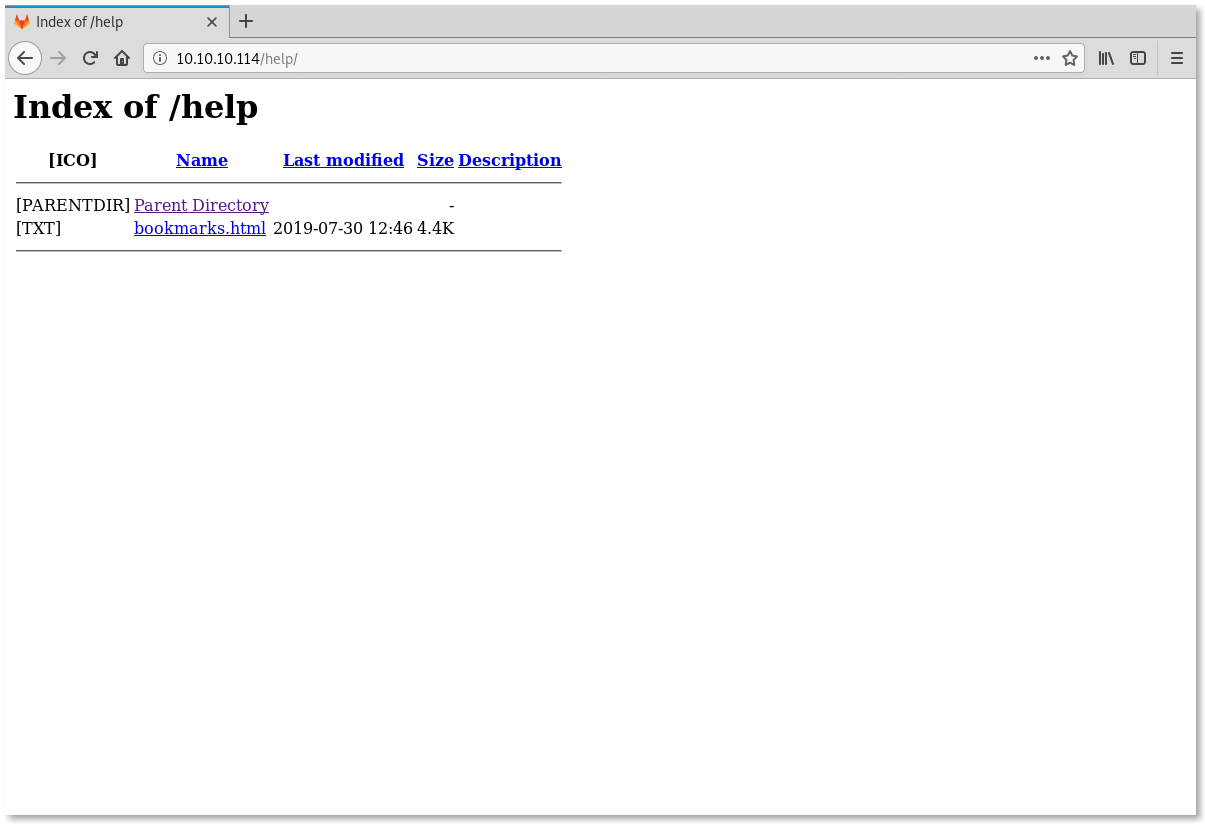 Index of /help
10.10.10.114/help/
Index of /help
[ICO] Name Last modified Size Description
[PARENTDIR] Parent Directory -
[TXT] bookmarks.html 2019-07-30 12:46 4.4K